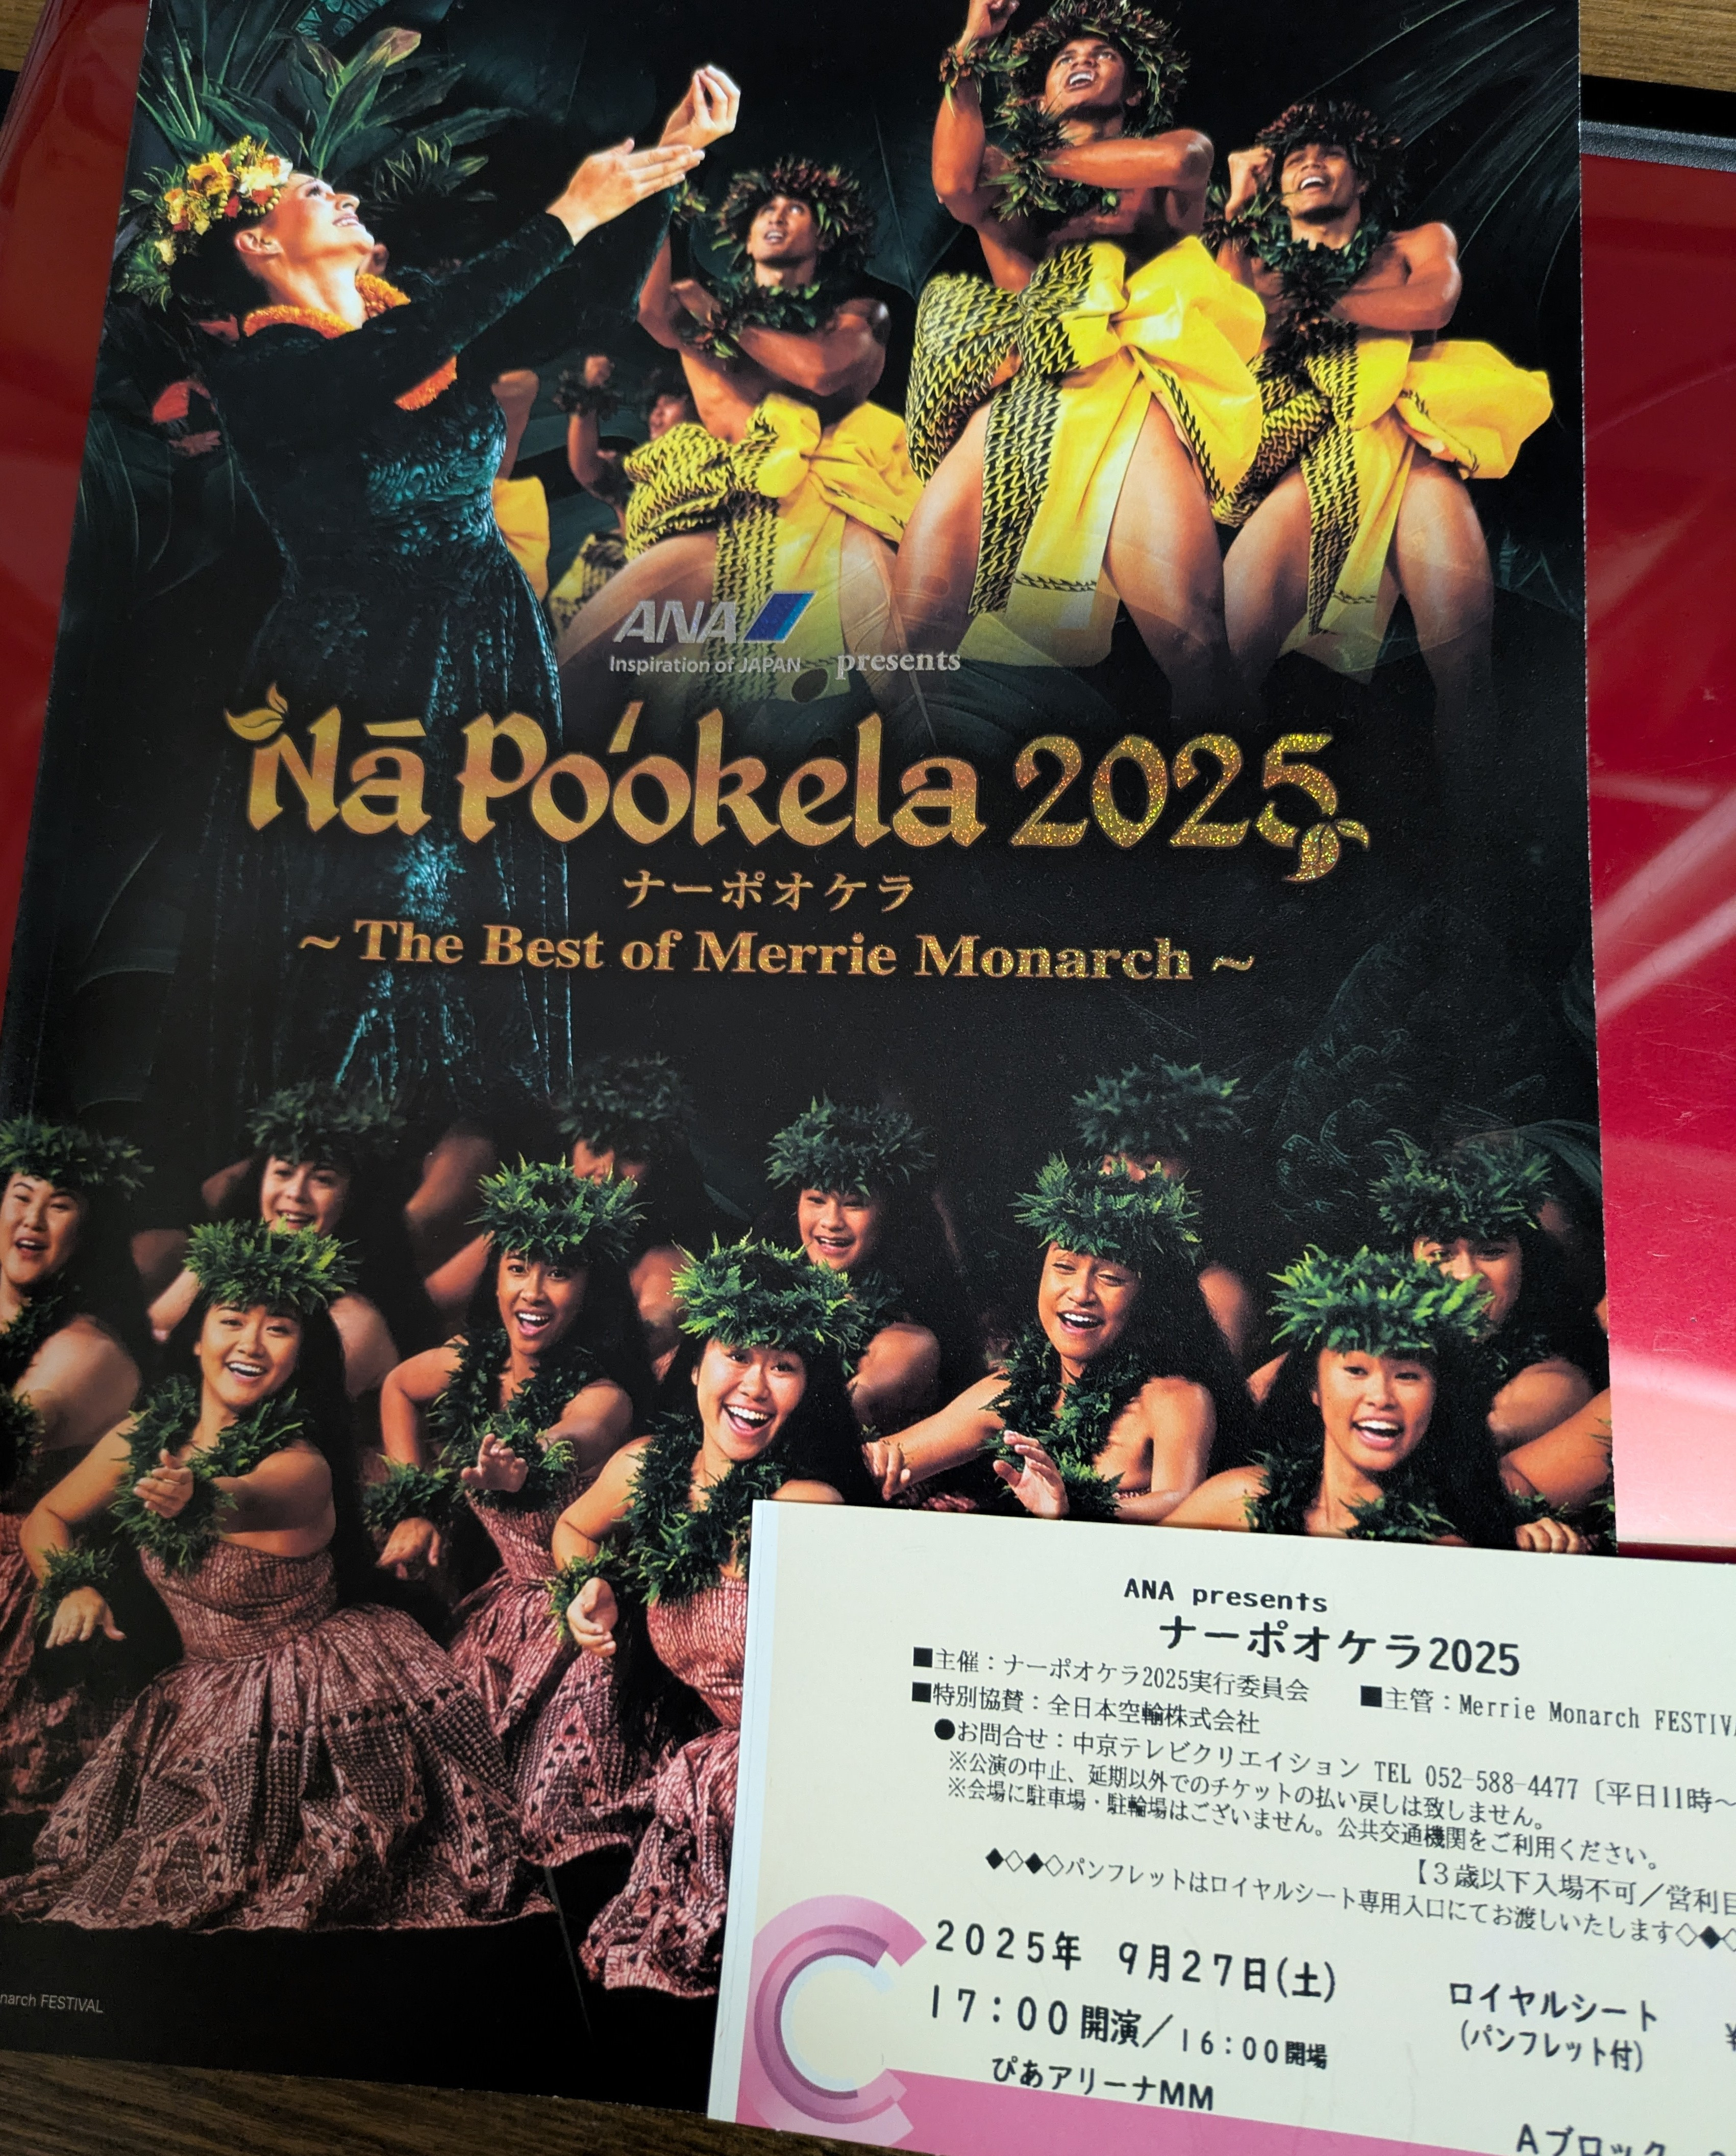 ANA
Inspiration of JAPAN presents
Nā Po‘okela 2025
ナーポオケラ
~ The Best of Merrie Monarch ~
narch FESTIVAL
ANA presents
ナーポオケラ2025
■主催：ナーポオケラ2025実行委員会 ■主管：Merrie Monarch FESTIVA
■特別協賛：全日本空輸株式会社
●お問合せ：中京テレビクリエイション TEL 052-588-4477〔平日11時～
※公演の中止、延期以外でのチケットの払い戻しは致しません。
※会場に駐車場・駐輪場はございません。公共交通機関をご利用ください。
【３歳以下入場不可／営利目
◆◇◆◇パンフレットはロイヤルシート専用入口にてお渡しいたします◇◆◇
2025年 9月27日(土)
17:00開演／16:00開場
ぴあアリーナMM
ロイヤルシート
(パンフレット付)
Aブロック